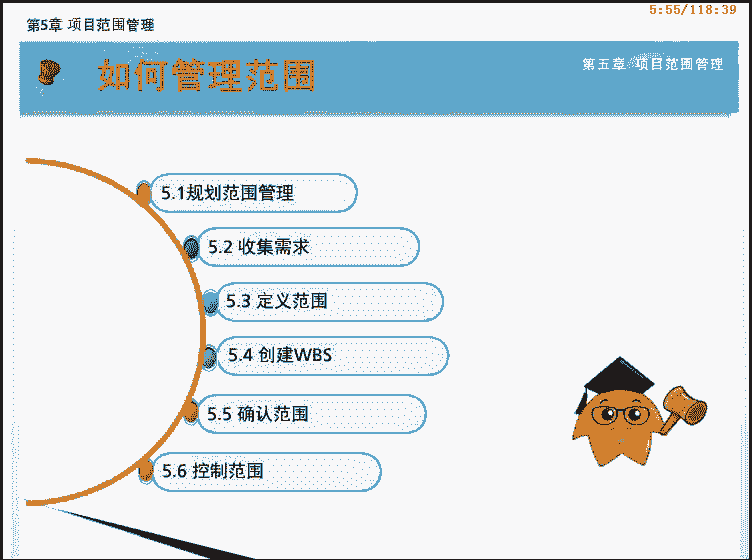 5:55/118:39
第5章 项目范围管理
如何管理范围
第五章 项目范围管理
5.1规划范围管理
5.2 收集需求
5.3 定义范围
5.4 创建WBS
5.5 确认范围
5.6 控制范围